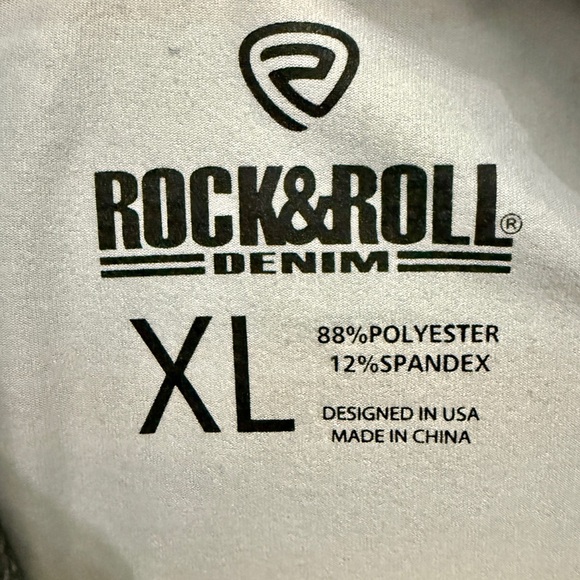 ROCK&ROLL®
DENIM
XL
88%POLYESTER
12%SPANDEX
DESIGNED IN USA
MADE IN CHINA